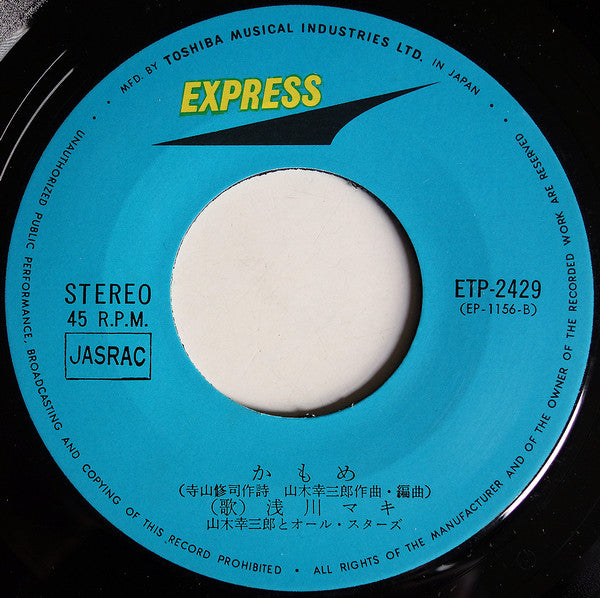 MFD. BY TOSHIBA MUSICAL INDUSTRIES LTD. IN JAPAN
EXPRESS
STEREO
45 R.P.M.
JASRAC
ETP-2429
(EP-1156-B)
かもめ
(寺山修司作詩 山木幸三郎作曲・編曲)
(歌) 浅川マキ
山木幸三郎とオール・スターズ
UNAUTHORIZED PUBLIC PERFORMANCE, BROADCASTING AND COPYING OF THIS RECORD PROHIBITED • ALL RIGHTS OF THE MANUFACTURER AND OF THE OWNER OF THE RECORDED WORK ARE RESERVED